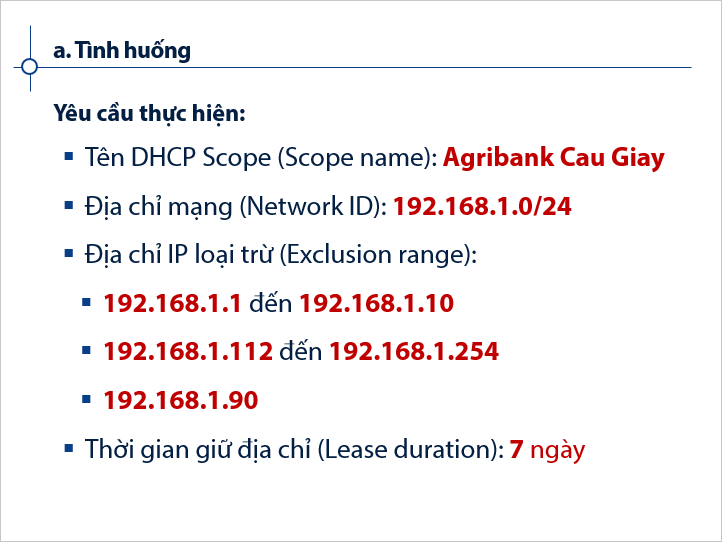 a. Tình huống
Yêu cầu thực hiện:
▪ Tên DHCP Scope (Scope name): Agribank Cau Giay
▪ Địa chỉ mạng (Network ID): 192.168.1.0/24
▪ Địa chỉ IP loại trừ (Exclusion range):
▪ 192.168.1.1 đến 192.168.1.10
▪ 192.168.1.112 đến 192.168.1.254
▪ 192.168.1.90
▪ Thời gian giữ địa chỉ (Lease duration): 7 ngày